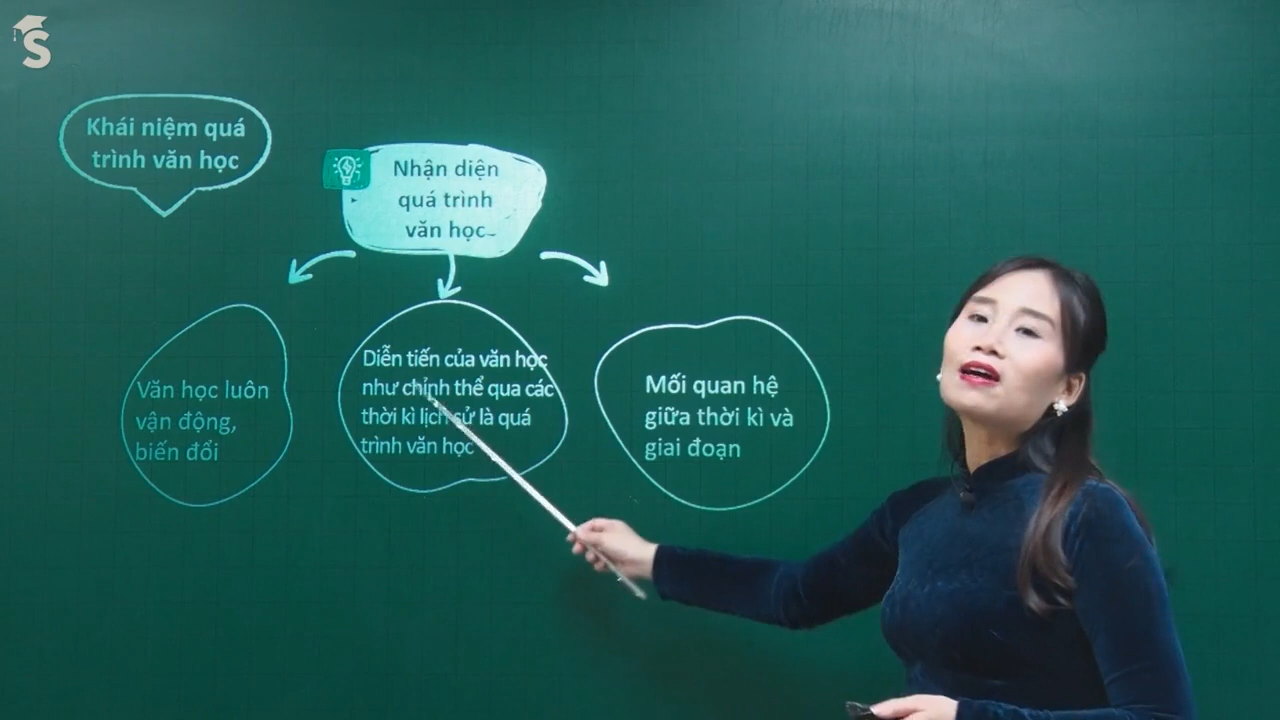 S
Khái niệm quá
trình văn học
Nhận diện
quá trình
văn học
Văn học luôn
vận động,
biến đổi
Diễn tiến của văn học
như chỉnh thể qua các
thời kì lịch sử là quá
trình văn học
Mối quan hệ
giữa thời kì và
giai đoạn